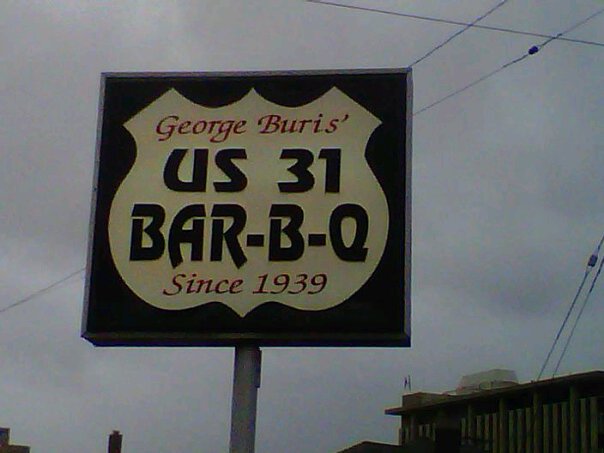 George Buris'
US 31
BAR-B-Q
Since 1939